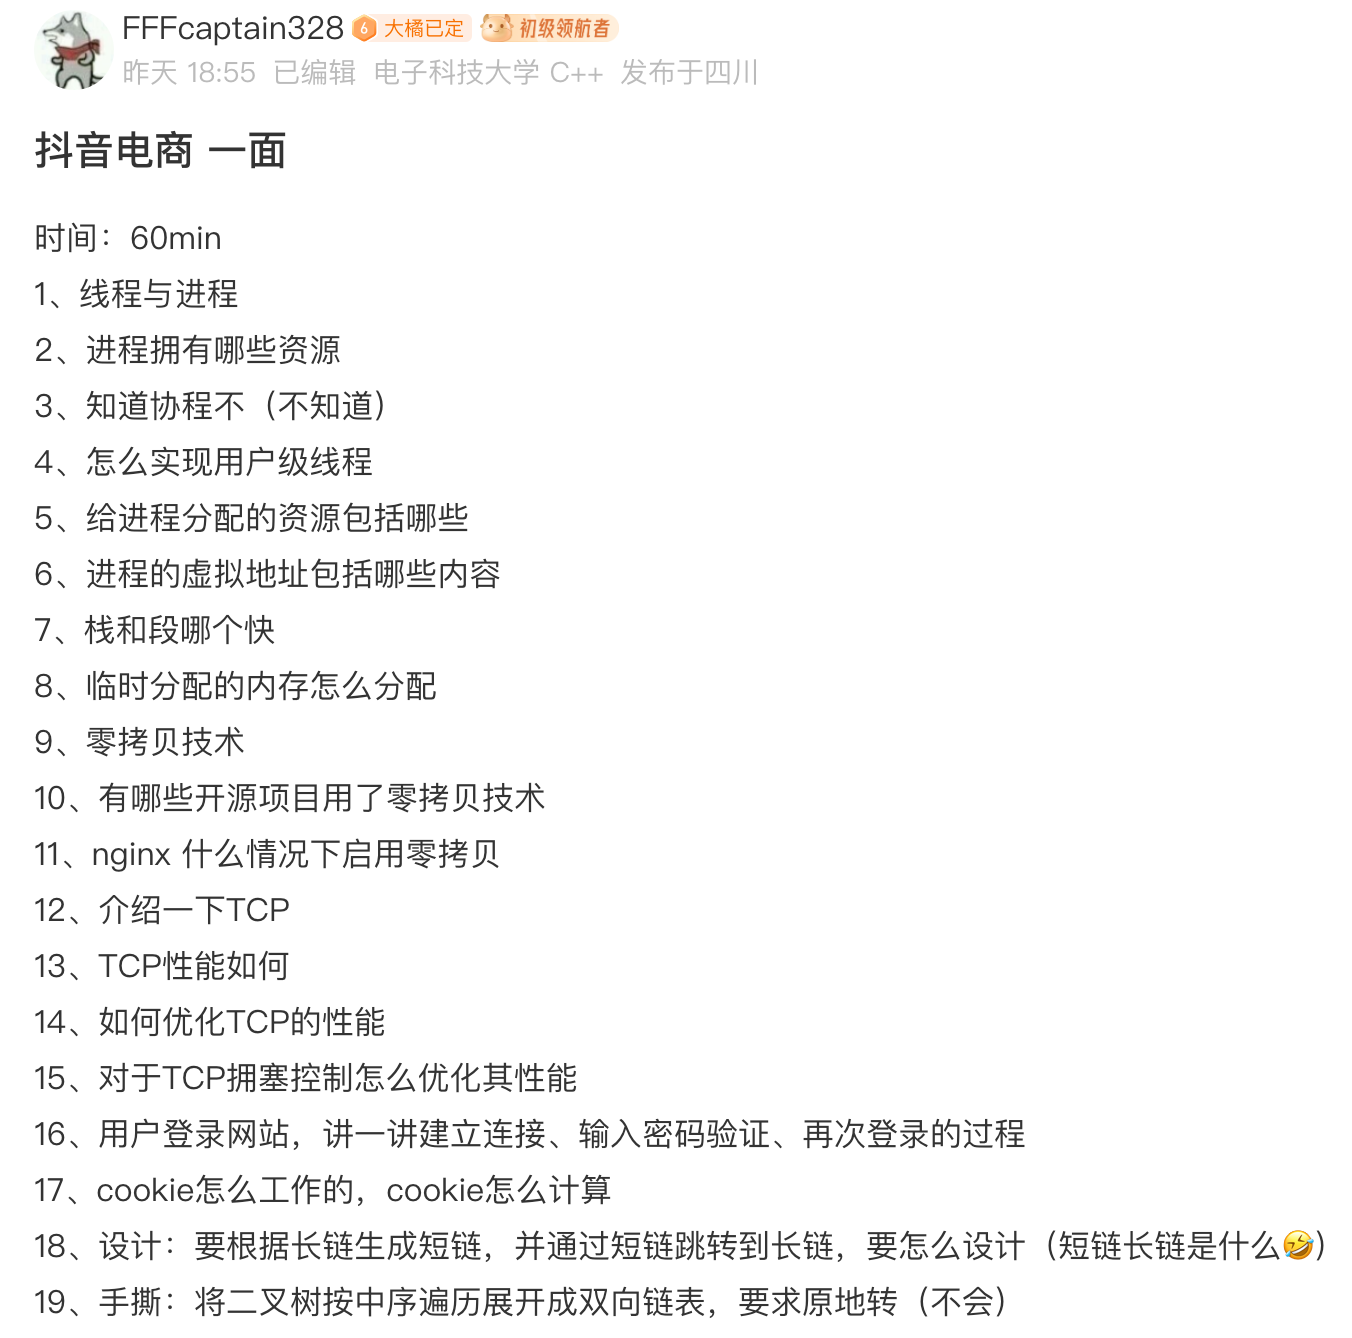 FFFcaptain328 6 大橘已定 初级领航者
昨天 18:55 已编辑 电子科技大学 C++ 发布于四川
抖音电商 一面
时间：60min
1、线程与进程
2、进程拥有哪些资源
3、知道协程不（不知道）
4、怎么实现用户级线程
5、给进程分配的资源包括哪些
6、进程的虚拟地址包括哪些内容
7、栈和段哪个快
8、临时分配的内存怎么分配
9、零拷贝技术
10、有哪些开源项目用了零拷贝技术
11、nginx 什么情况下启用零拷贝
12、介绍一下TCP
13、TCP性能如何
14、如何优化TCP的性能
15、对于TCP拥塞控制怎么优化其性能
16、用户登录网站，讲一讲建立连接、输入密码验证、再次登录的过程
17、cookie怎么工作的，cookie怎么计算
18、设计：要根据长链生成短链，并通过短链跳转到长链，要怎么设计（短链长链是什么🤣）
19、手撕：将二叉树按中序遍历展开成双向链表，要求原地转（不会）